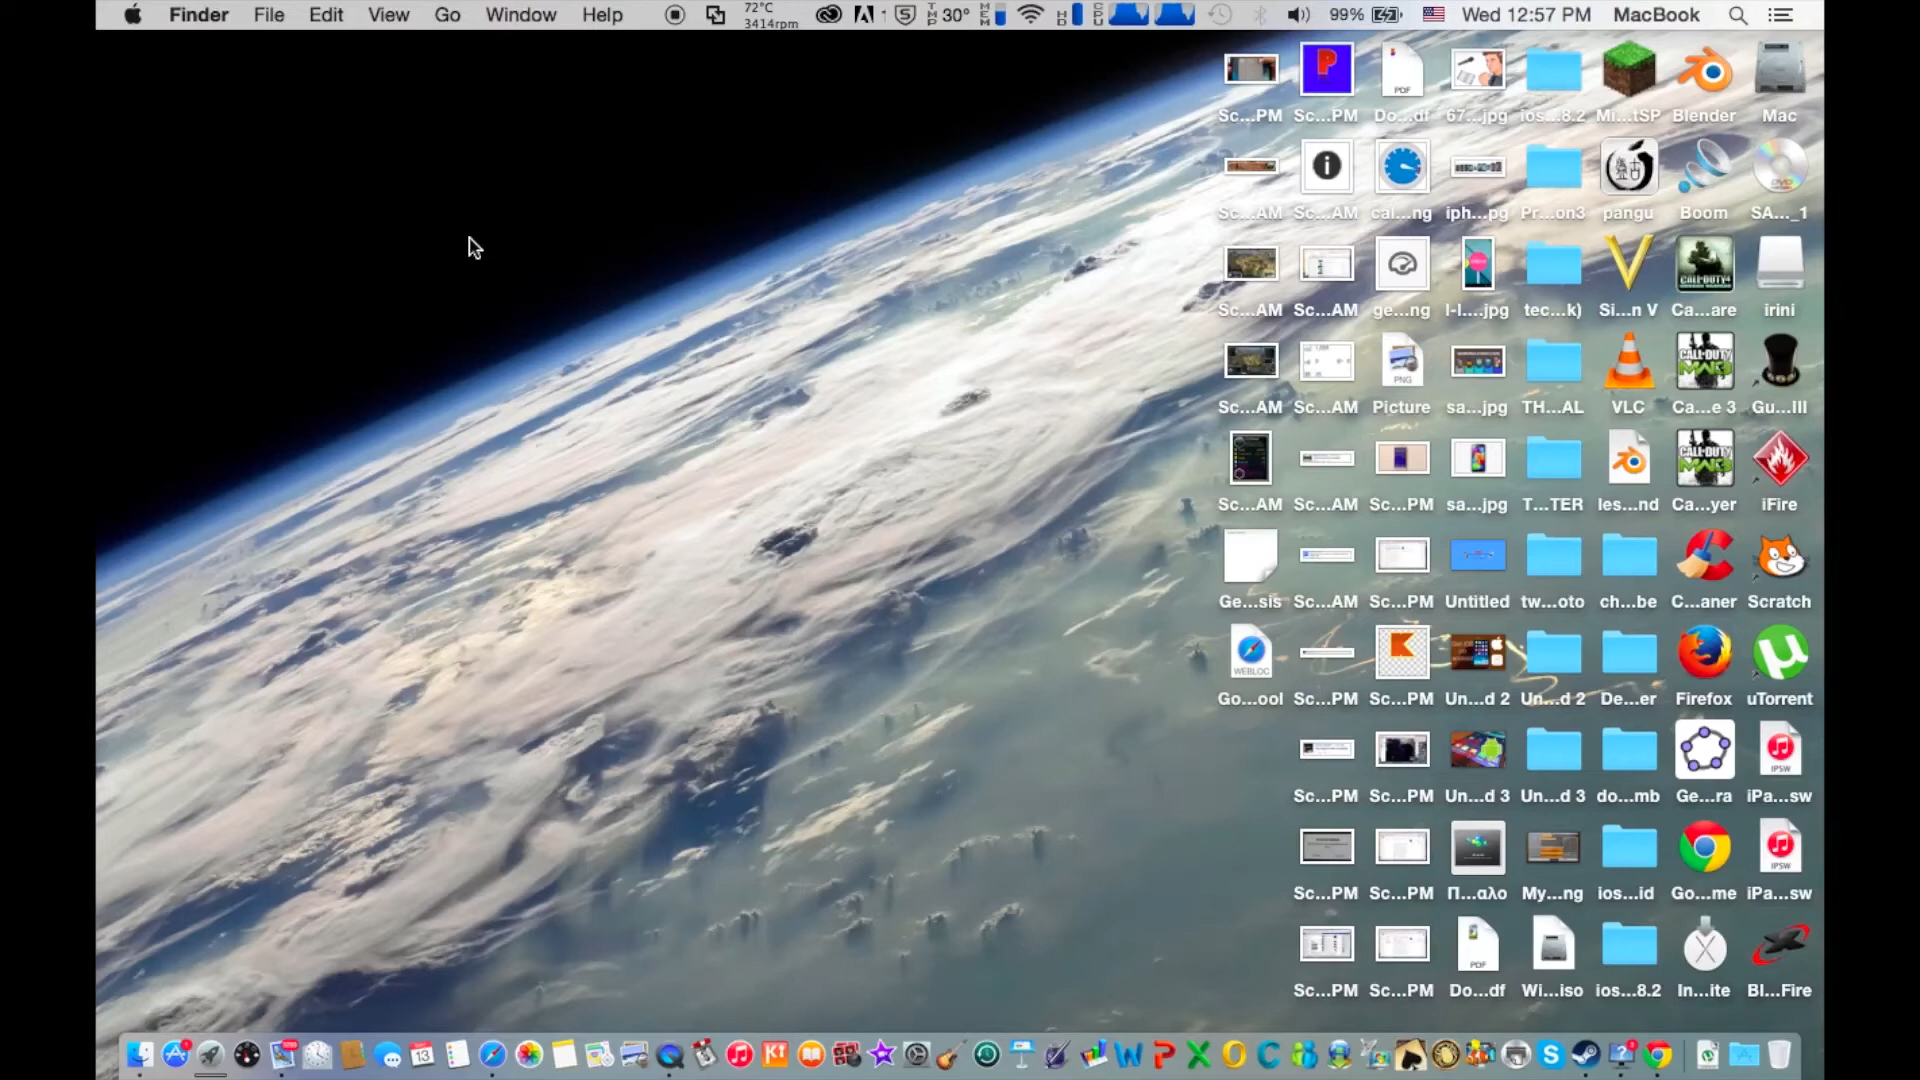 Finder File Edit View Go Window Help 72°C 3414rpm 1 30° 99% Wed 12:57 PM MacBook
Sc...PM Sc...PM Do...df 67...jpg ios...8.2 Mi...tSP Blender Mac
Sc...AM Sc...AM cal...ng iph...pg Pr...on3 pangu Boom SA..._1
Sc...AM Sc...AM ge...ng l-l....jpg tec...k) Si...n V Ca...are irini
Sc...AM Sc...AM Picture sa...jpg TH...AL VLC Ca...e 3 Gu...III
Sc...AM Sc...AM Sc...PM sa...jpg T...TER les...nd Ca...yer iFire
Ge...sis Sc...AM Sc...PM Untitled tw...oto ch...be C...aner Scratch
Go...ool Sc...PM Sc...PM Un...d 2 Un...d 2 De...er Firefox uTorrent
Sc...PM Sc...PM Un...d 3 Un...d 3 do...mb Ge...ra iPa...sw
Sc...PM Sc...PM Π...αλο My...ng ios...id Go...me iPa...sw
Sc...PM Sc...PM Do...df Wi...iso ios...8.2 In...ite Bl...Fire